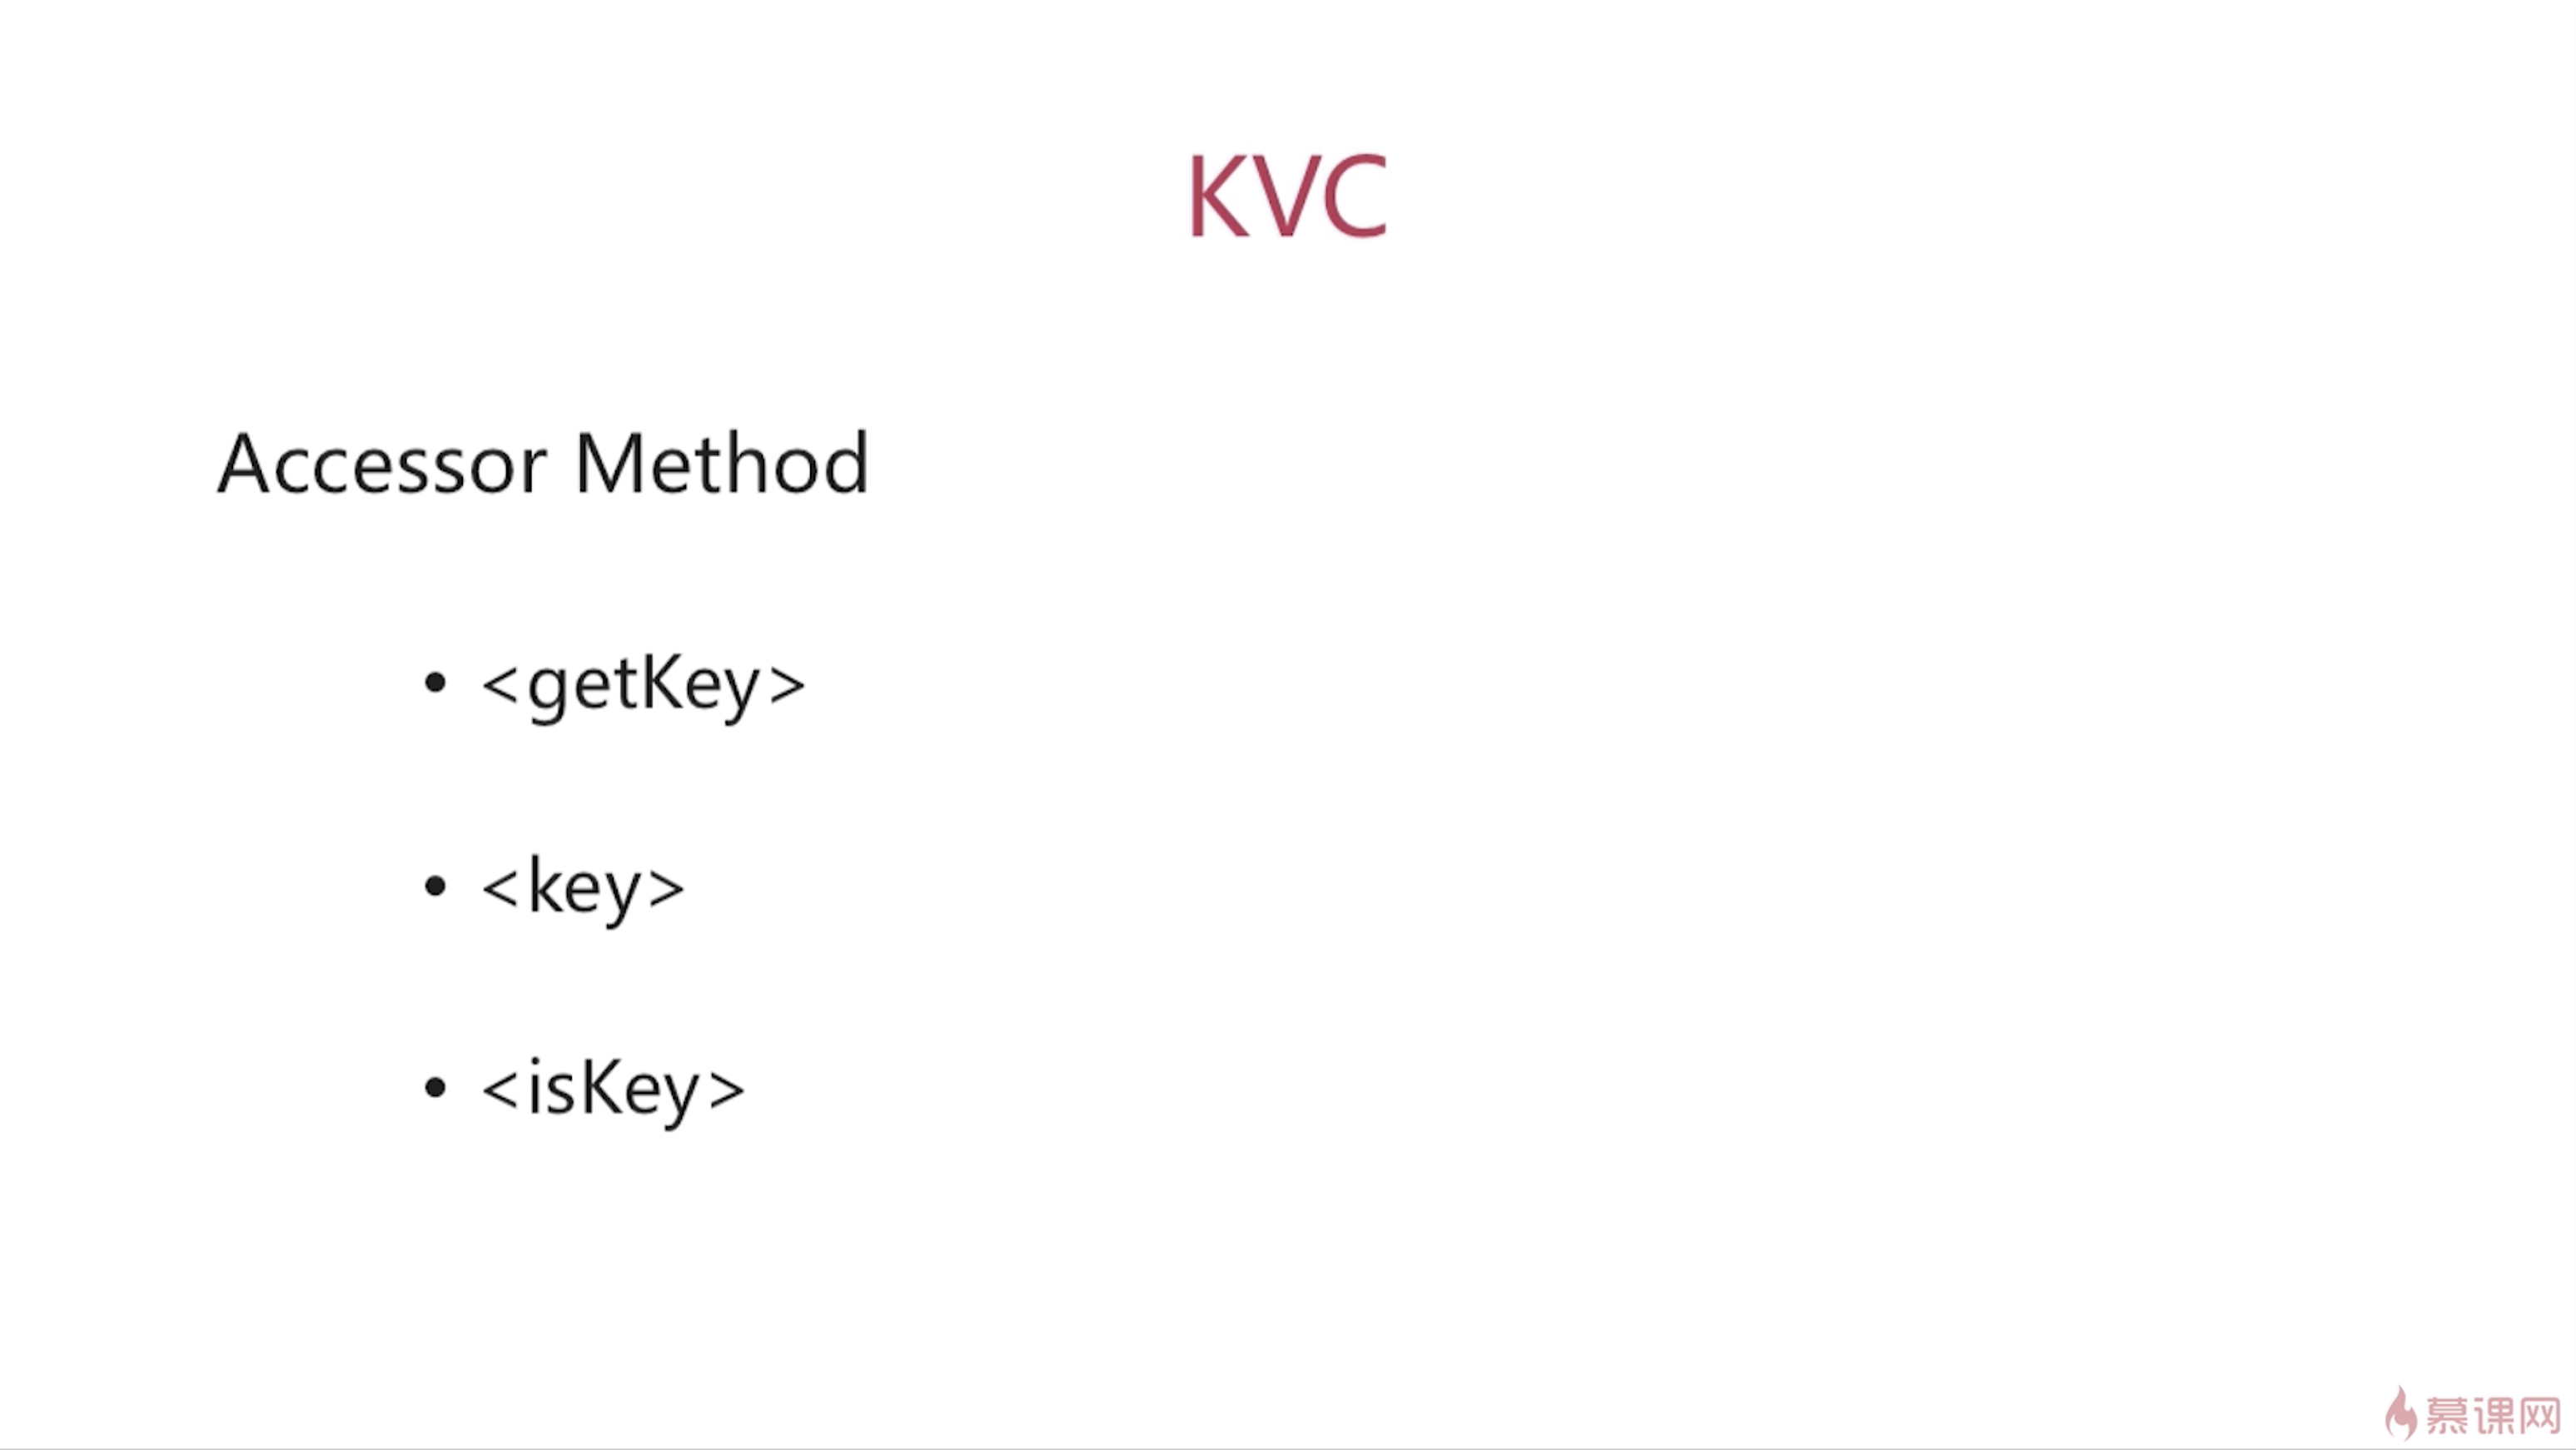 KVC
Accessor Method
• <getKey>
• <key>
• <isKey>
慕课网